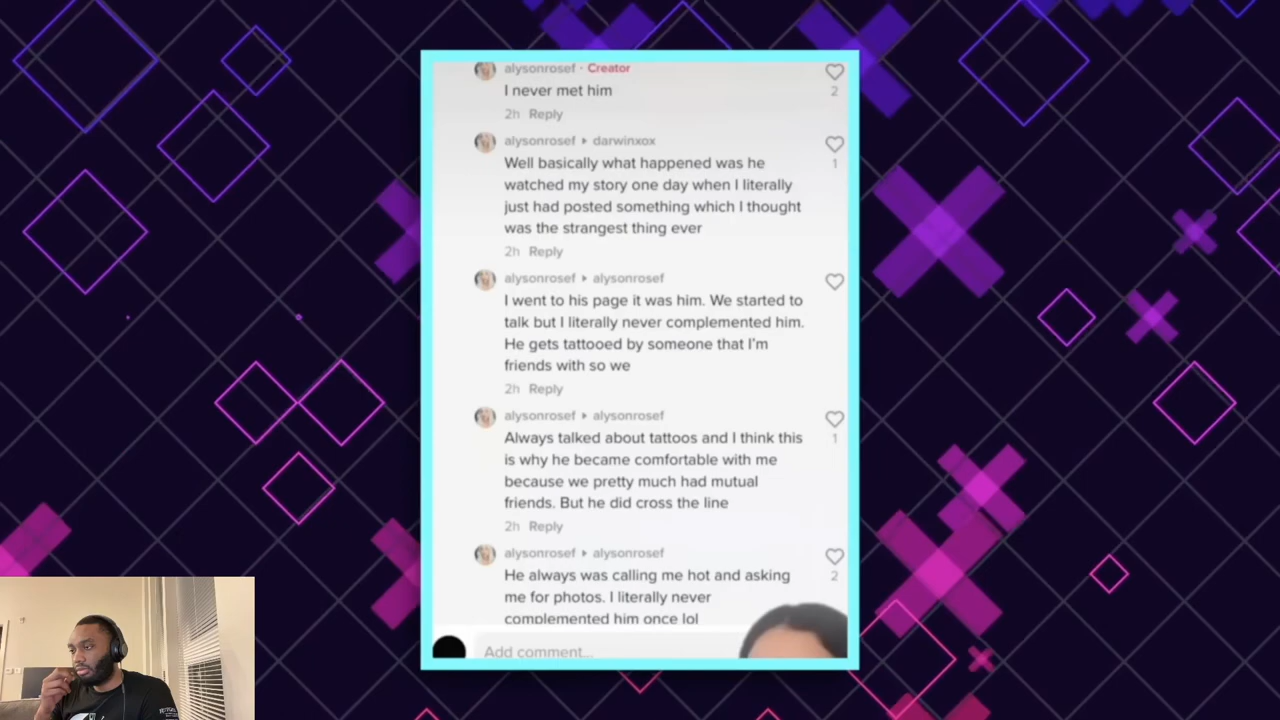 alysonrosef · Creator
I never met him
2
2h Reply
alysonrosef ▸ darwinxox
Well basically what happened was he
1
watched my story one day when I literally
just had posted something which I thought
was the strangest thing ever
2h Reply
alysonrosef ▸ alysonrosef
I went to his page it was him. We started to
talk but I literally never complemented him.
He gets tattooed by someone that I'm
friends with so we
2h Reply
alysonrosef ▸ alysonrosef
Always talked about tattoos and I think this
1
is why he became comfortable with me
because we pretty much had mutual
friends. But he did cross the line
2h Reply
alysonrosef ▸ alysonrosef
He always was calling me hot and asking
2
me for photos. I literally never
complemented him once lol
Add comment...